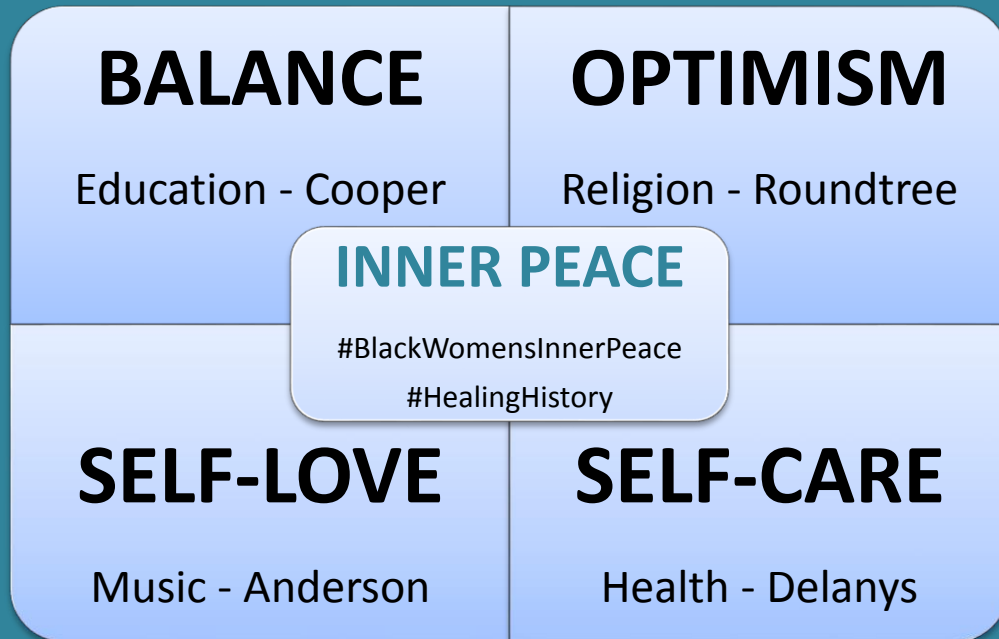 BALANCE
Education - Cooper
OPTIMISM
Religion - Roundtree
INNER PEACE
#BlackWomensInnerPeace
#HealingHistory
SELF-LOVE
Music - Anderson
SELF-CARE
Health - Delanys